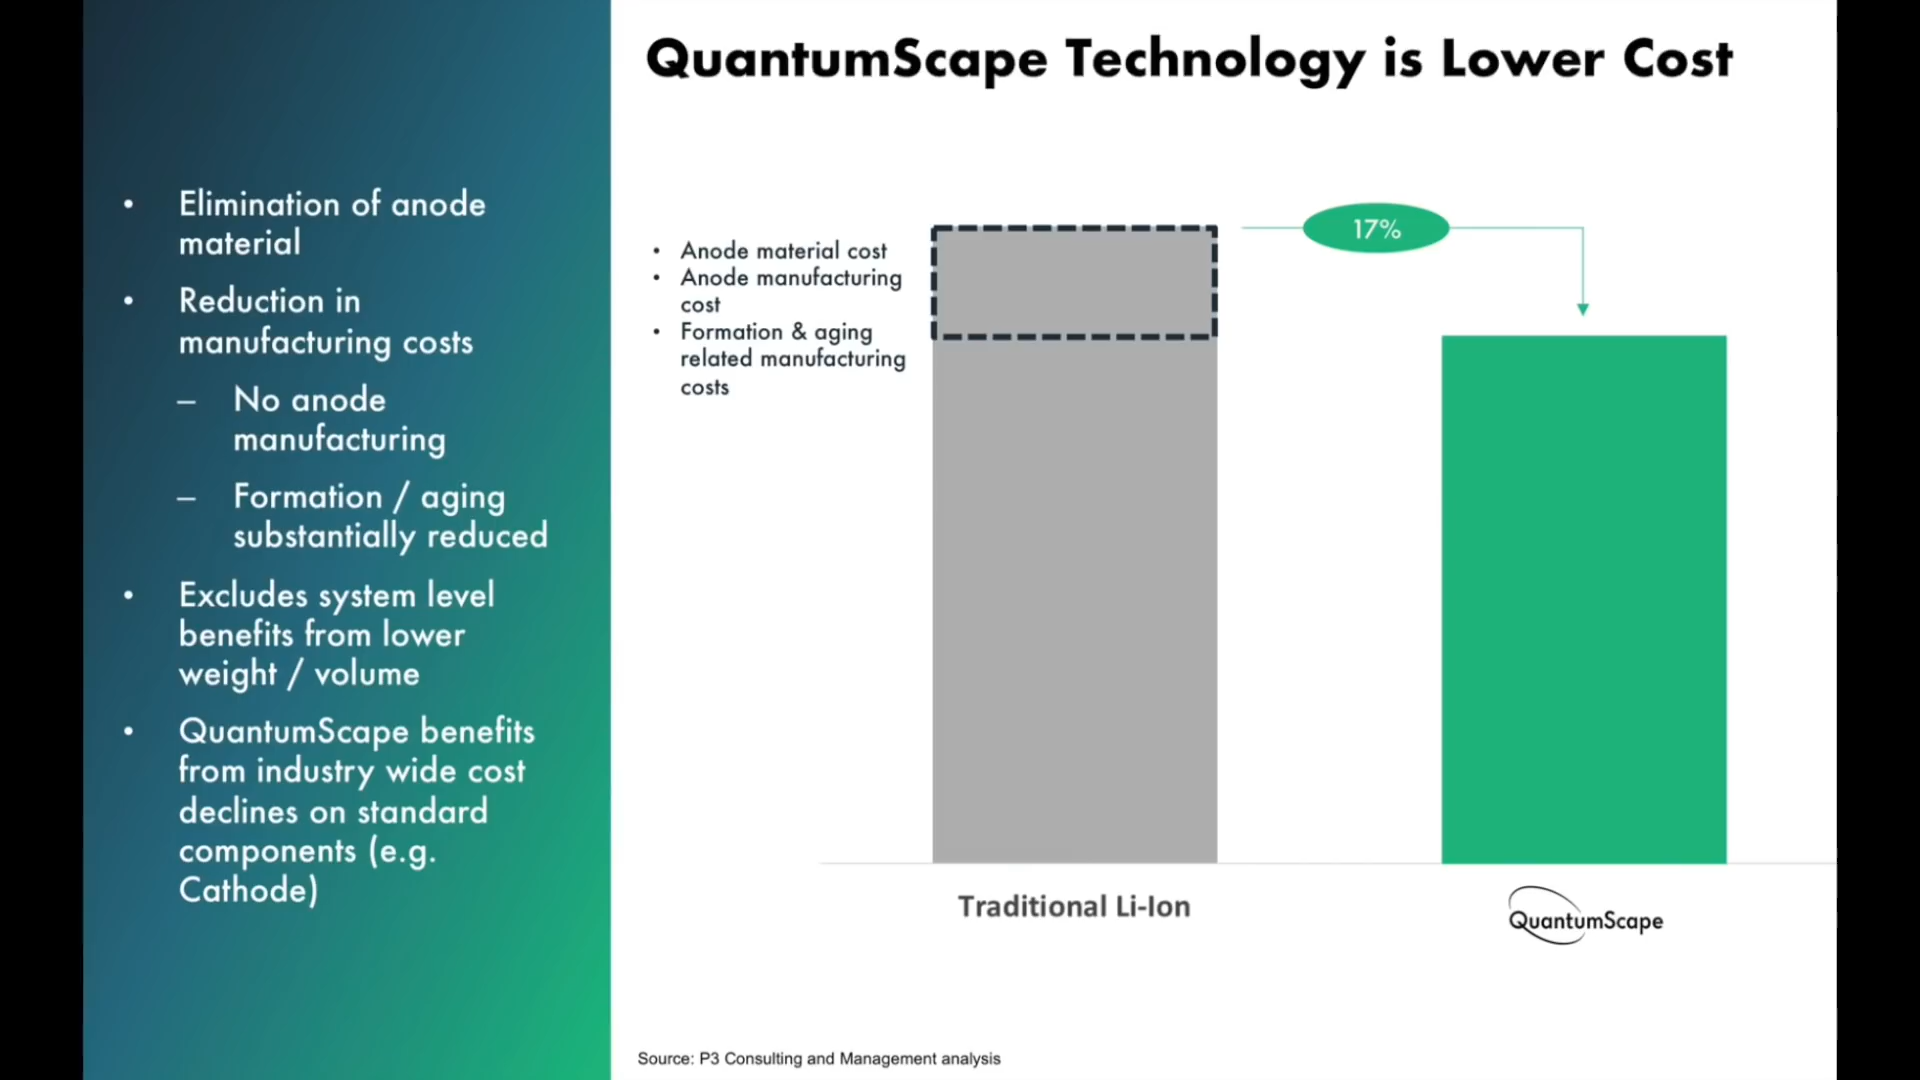 QuantumScape Technology is Lower Cost
• Elimination of anode
material
• Reduction in
manufacturing costs
– No anode
manufacturing
– Formation / aging
substantially reduced
• Excludes system level
benefits from lower
weight / volume
• QuantumScape benefits
from industry wide cost
declines on standard
components (e.g.
Cathode)
• Anode material cost
• Anode manufacturing
cost
• Formation & aging
related manufacturing
costs
17%
Traditional Li-Ion
QuantumScape
Source: P3 Consulting and Management analysis